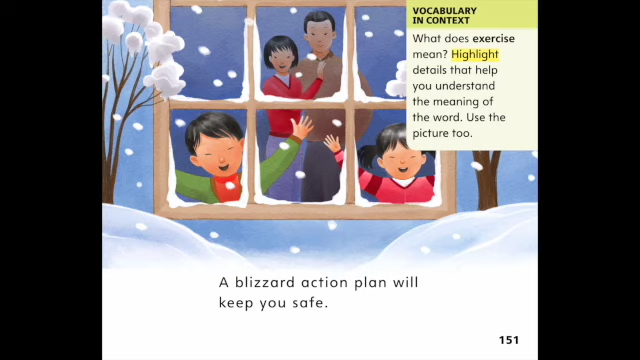 VOCABULARY
IN CONTEXT
What does exercise
mean? Highlight
details that help
you understand
the meaning of
the word. Use the
picture too.
A blizzard action plan will
keep you safe.
151